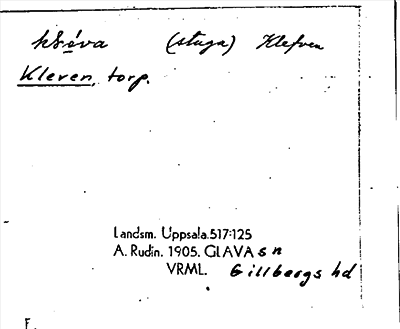 (stuga) Klefven
Kleven, torp.
Landsm. Uppsala.517:125
A. Rudin. 1905. GLAVA sn
VRML. Gillbergs hd
F.